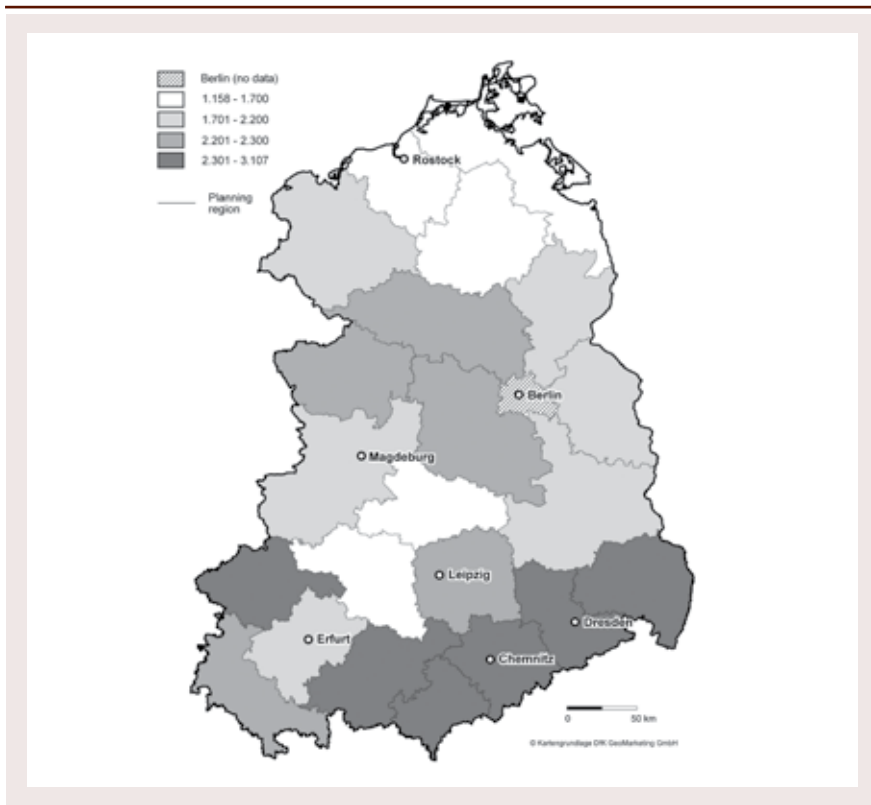 Berlin (no data)
1.158 - 1.700
1.701 - 2.200
2.201 - 2.300
2.301 - 3.107
Planning
region
Rostock
Berlin
Magdeburg
Leipzig
Dresden
Erfurt
Chemnitz
0 50 km
© Kartengrundlage GfK GeoMarketing GmbH